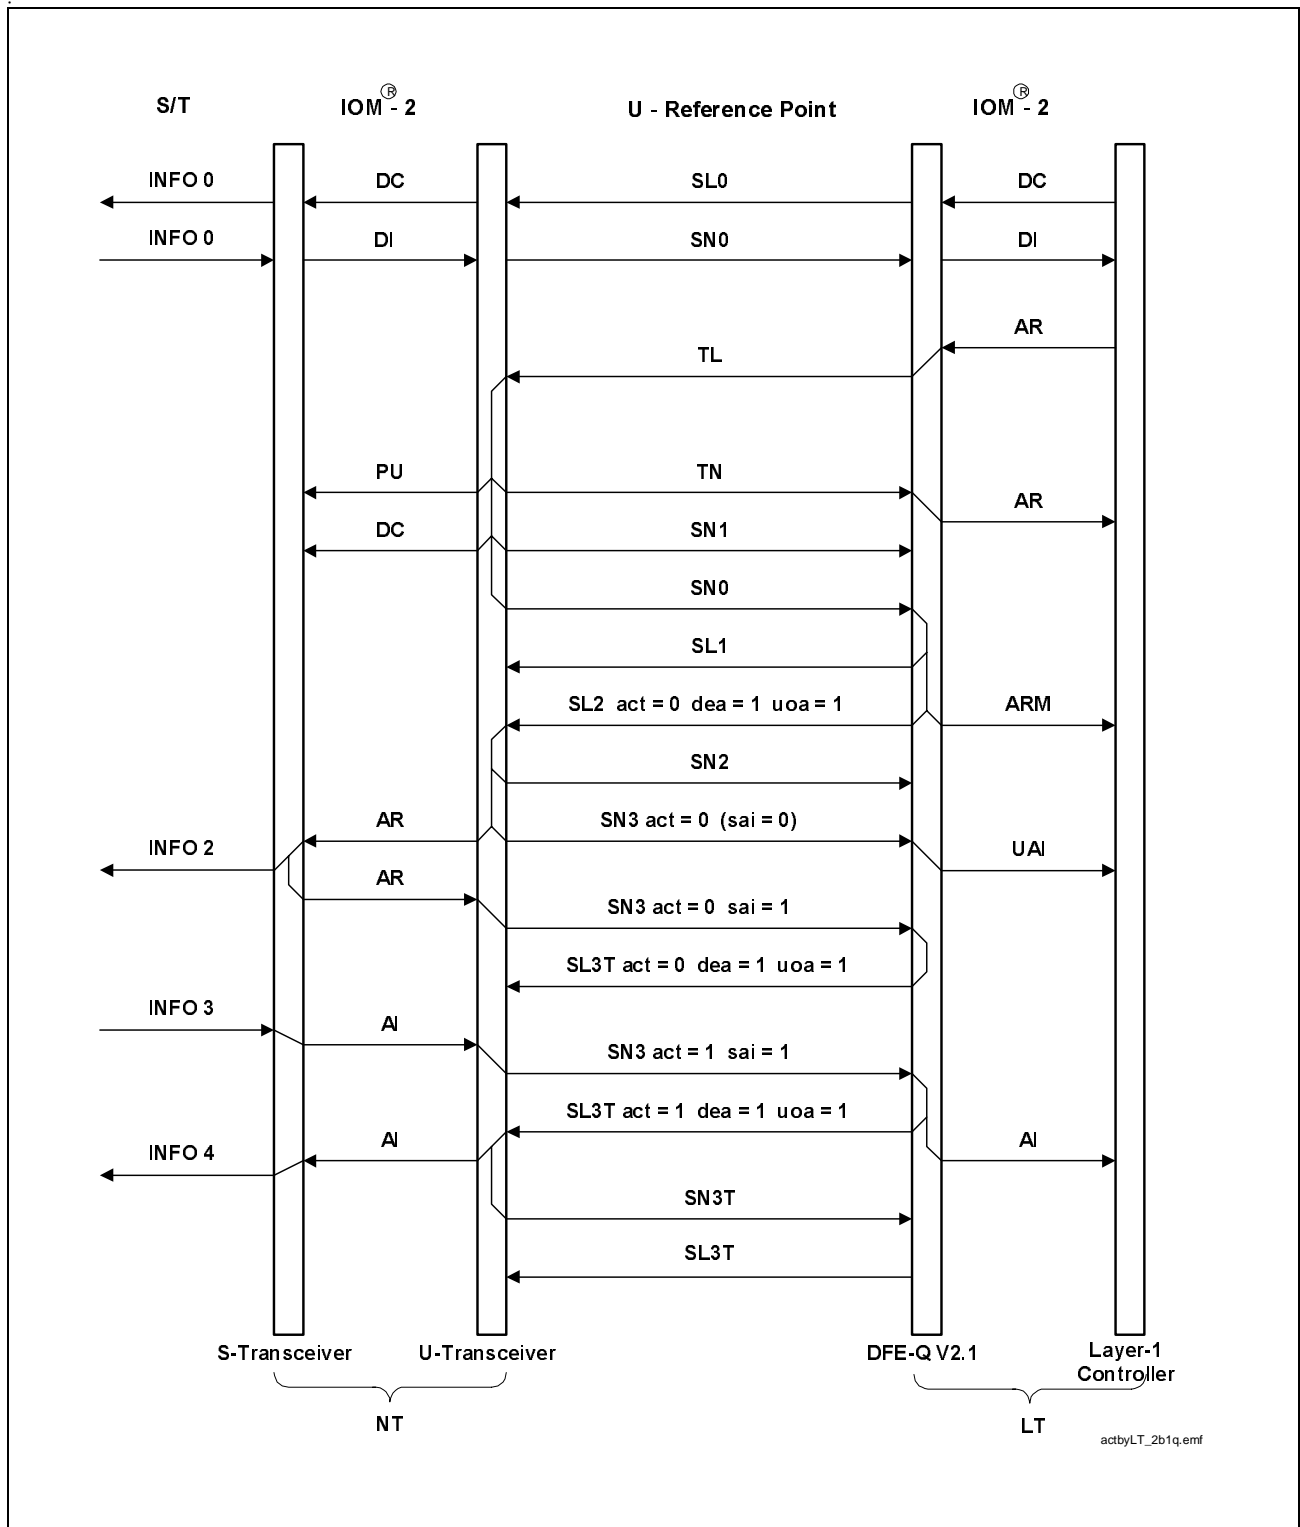 S/T IOM® - 2 U - Reference Point IOM® - 2
INFO 0 DC SL0 DC
INFO 0 DI SN0 DI
AR
TL
PU TN
AR
DC SN1
SN0
SL1
SL2 act = 0 dea = 1 uoa = 1 ARM
SN2
AR SN3 act = 0 (sai = 0)
INFO 2 UAI
AR
SN3 act = 0 sai = 1
SL3T act = 0 dea = 1 uoa = 1
INFO 3
AI
SN3 act = 1 sai = 1
SL3T act = 1 dea = 1 uoa = 1
AI AI
INFO 4
SN3T
SL3T
S-Transceiver U-Transceiver DFE-Q V2.1 Layer-1
Controller
NT LT
actbyLT_2b1q.emf